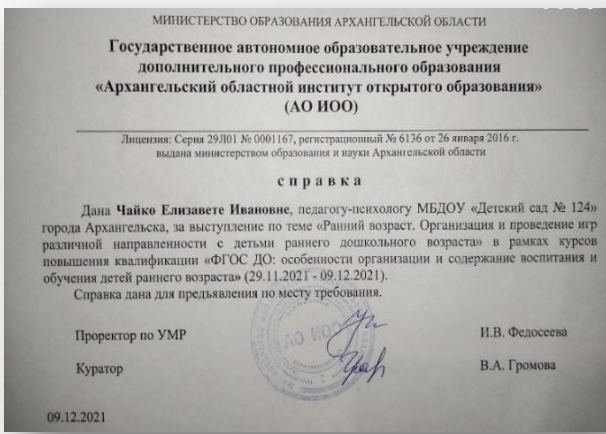 МИНИСТЕРСТВО ОБРАЗОВАНИЯ АРХАНГЕЛЬСКОЙ ОБЛАСТИ
Государственное автономное образовательное учреждение
дополнительного профессионального образования
«Архангельский областной институт открытого образования»
(АО ИОО)
Лицензия: Серия 29Л01 № 0001167, регистрационный № 6136 от 26 января 2016 г.
выдана министерством образования и науки Архангельской области
справка
Дана Чайко Елизавете Ивановне, педагогу-психологу МБДОУ «Детский сад № 124»
города Архангельска, за выступление по теме «Ранний возраст. Организация и проведение игр
различной направленности с детьми раннего дошкольного возраста» в рамках курсов
повышения квалификации «ФГОС ДО: особенности организации и содержание воспитания и
обучения детей раннего возраста» (29.11.2021 - 09.12.2021).
Справка дана для предъявления по месту требования.
Проректор по УМР И.В. Федосеева
АО ИОО
Куратор В.А. Громова
09.12.2021